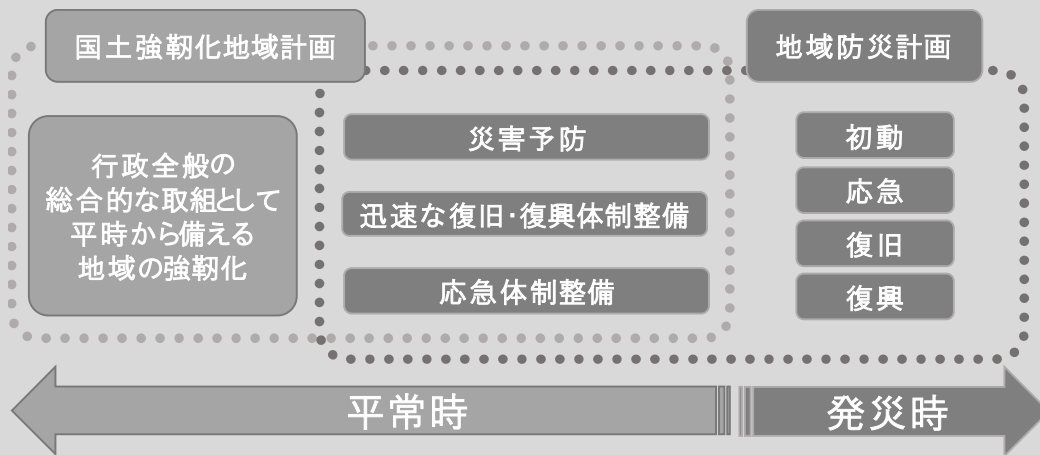 国土強靭化地域計画
地域防災計画
行政全般の
総合的な取組として
平時から備える
地域の強靭化
災害予防
迅速な復旧･復興体制整備
応急体制整備
初動
応急
復旧
復興
平常時
発災時